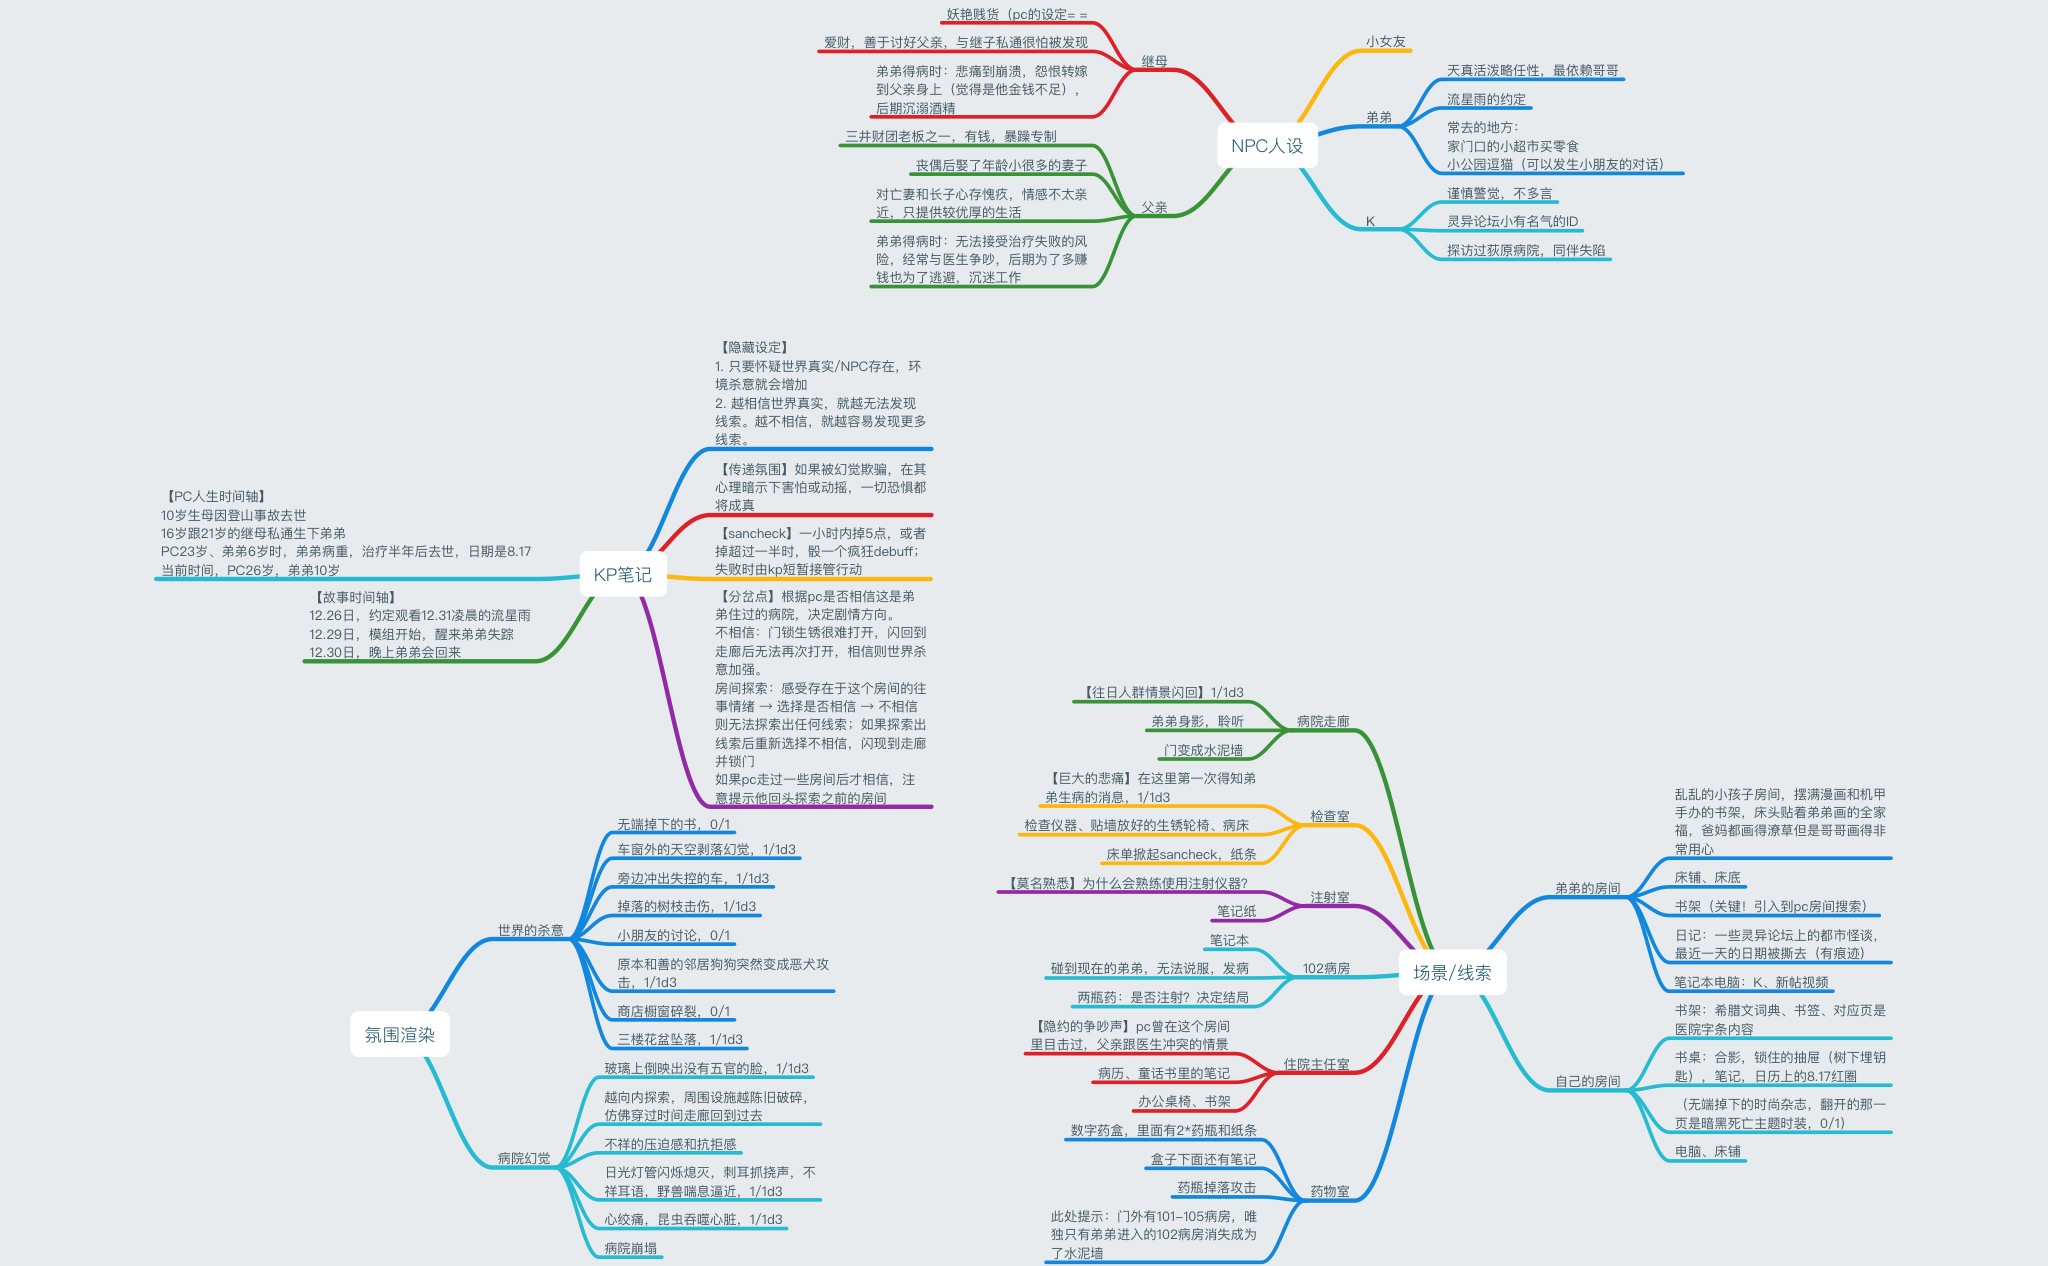 NPC人设
继母
妖艳贱货（pc的设定= =
爱财，善于讨好父亲，与继子私通很怕被发现
弟弟得病时：悲痛到崩溃，怨恨转嫁
到父亲身上（觉得是他金钱不足），
后期沉溺酒精
父亲
三井财团老板之一，有钱，暴躁专制
丧偶后娶了年龄小很多的妻子
对亡妻和长子心存愧疚，情感不太亲
近，只提供较优厚的生活
弟弟得病时：无法接受治疗失败的风
险，经常与医生争吵，后期为了多赚
钱也为了逃避，沉迷工作
小女友
弟弟
天真活泼略任性，最依赖哥哥
流星雨的约定
常去的地方：
家门口的小超市买零食
小公园逗猫（可以发生小朋友的对话）
K
谨慎警觉，不多言
灵异论坛小有名气的ID
探访过荻原病院，同伴失陷
KP笔记
【隐藏设定】
1. 只要怀疑世界真实/NPC存在，环
境杀意就会增加
2. 越相信世界真实，就越无法发现
线索。越不相信，就越容易发现更多
线索。
【传递氛围】如果被幻觉欺骗，在其
心理暗示下害怕或动摇，一切恐惧都
将成真
【sancheck】一小时内掉5点，或者
掉超过一半时，骰一个疯狂debuff；
失败时由kp短暂接管行动
【分岔点】根据pc是否相信这是弟
弟住过的病院，决定剧情方向。
不相信：门锁生锈很难打开，闪回到
走廊后无法再次打开，相信则世界杀
意加强。
房间探索：感受存在于这个房间的往
事情绪 → 选择是否相信 → 不相信
则无法探索出任何线索；如果探索出
线索后重新选择不相信，闪现到走廊
并锁门
如果pc走过一些房间后才相信，注
意提示他回头探索之前的房间
【PC人生时间轴】
10岁生母因登山事故去世
16岁跟21岁的继母私通生下弟弟
PC23岁、弟弟6岁时，弟弟病重，治疗半年后去世，日期是8.17
当前时间，PC26岁，弟弟10岁
【故事时间轴】
12.26日，约定观看12.31凌晨的流星雨
12.29日，模组开始，醒来弟弟失踪
12.30日，晚上弟弟会回来
氛围渲染
世界的杀意
无端掉下的书，0/1
车窗外的天空剥落幻觉，1/1d3
旁边冲出失控的车，1/1d3
掉落的树枝击伤，1/1d3
小朋友的讨论，0/1
原本和善的邻居狗狗突然变成恶犬攻
击，1/1d3
商店橱窗碎裂，0/1
三楼花盆坠落，1/1d3
病院幻觉
玻璃上倒映出没有五官的脸，1/1d3
越向内探索，周围设施越陈旧破碎，
仿佛穿过时间走廊回到过去
不祥的压迫感和抗拒感
日光灯管闪烁熄灭，刺耳抓挠声，不
祥耳语，野兽喘息逼近，1/1d3
心绞痛，昆虫吞噬心脏，1/1d3
病院崩塌
场景/线索
病院走廊
【往日人群情景闪回】1/1d3
弟弟身影，聆听
门变成水泥墙
检查室
【巨大的悲痛】在这里第一次得知弟
弟生病的消息，1/1d3
检查仪器、贴墙放好的生锈轮椅、病床
床单掀起sancheck，纸条
注射室
【莫名熟悉】为什么会熟练使用注射仪器？
笔记纸
102病房
笔记本
碰到现在的弟弟，无法说服，发病
两瓶药：是否注射？决定结局
住院主任室
【隐约的争吵声】pc曾在这个房间
里目击过，父亲跟医生冲突的情景
病历、童话书里的笔记
办公桌椅、书架
药物室
数字药盒，里面有2*药瓶和纸条
盒子下面还有笔记
药瓶掉落攻击
此处提示：门外有101-105病房，唯
独只有弟弟进入的102病房消失成为
了水泥墙
弟弟的房间
乱乱的小孩子房间，摆满漫画和机甲
手办的书架，床头贴着弟弟画的全家
福，爸妈都画得潦草但是哥哥画得非
常用心
床铺、床底
书架（关键！引入到pc房间搜索）
日记：一些灵异论坛上的都市怪谈，
最近一天的日期被撕去（有痕迹）
笔记本电脑：K、新帖视频
自己的房间
书架：希腊文词典、书签、对应页是
医院字条内容
书桌：合影，锁住的抽屉（树下埋钥
匙），笔记，日历上的8.17红圈
（无端掉下的时尚杂志，翻开的那一
页是暗黑死亡主题时装，0/1）
电脑、床铺